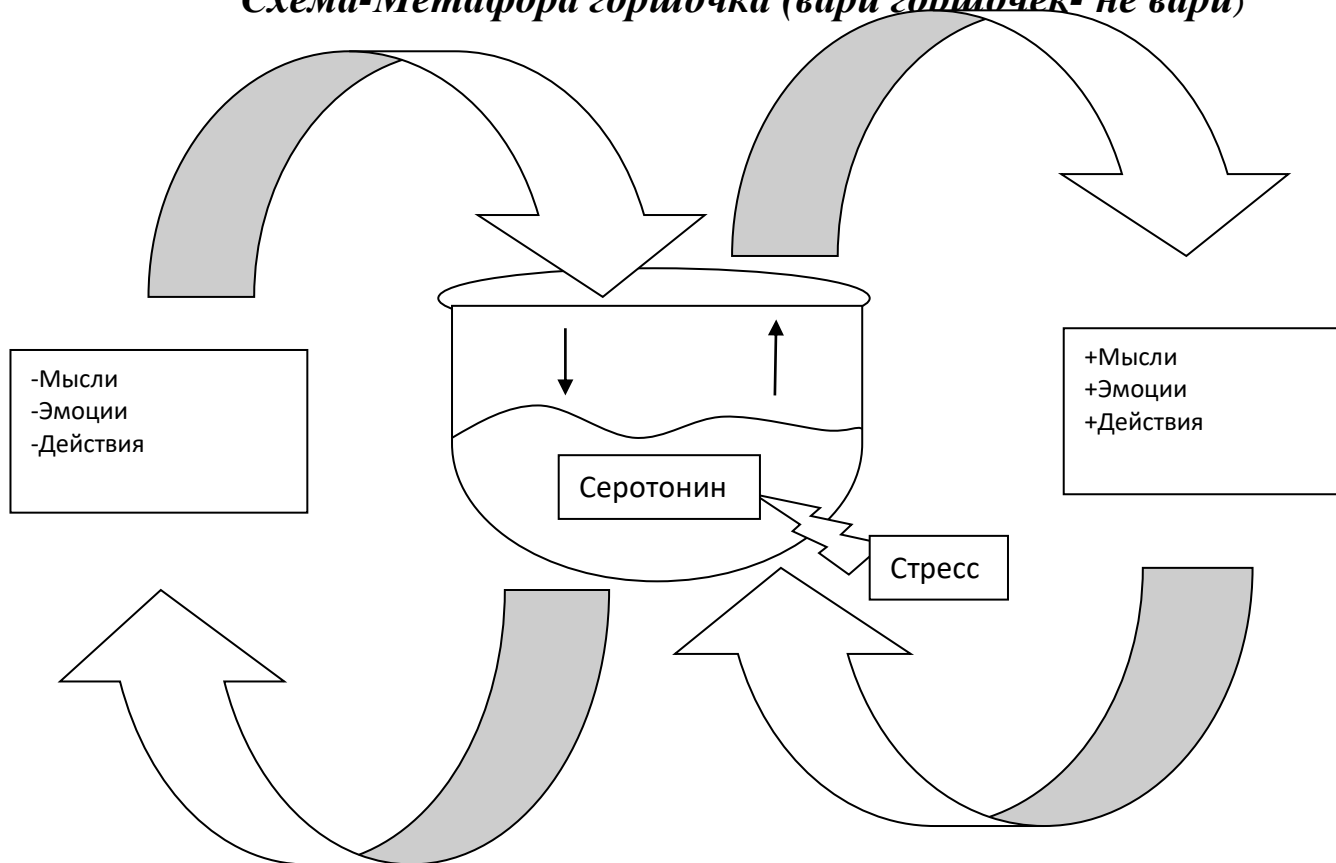 Схема-Метафора горшочка (вари горшочек- не вари)
-Мысли
-Эмоции
-Действия
Серотонин
Стресс
+Мысли
+Эмоции
+Действия